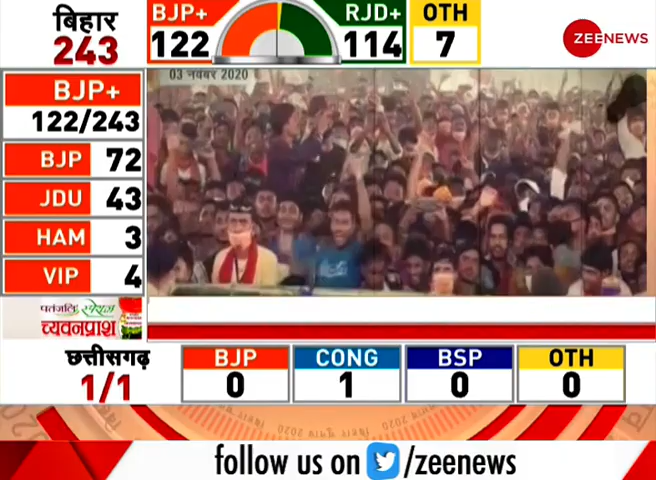 बिहार
243
BJP+
122
RJD+
114
OTH
7
ZEENEWS
BJP+
122/243
BJP 72
JDU 43
HAM 3
VIP 4
03 नवंबर 2020
पतंजलि स्पेशल
च्यवनप्राश
छत्तीसगढ़
1/1
BJP
0
CONG
1
BSP
0
OTH
0
बिहार चुनाव 2020
follow us on /zeenews